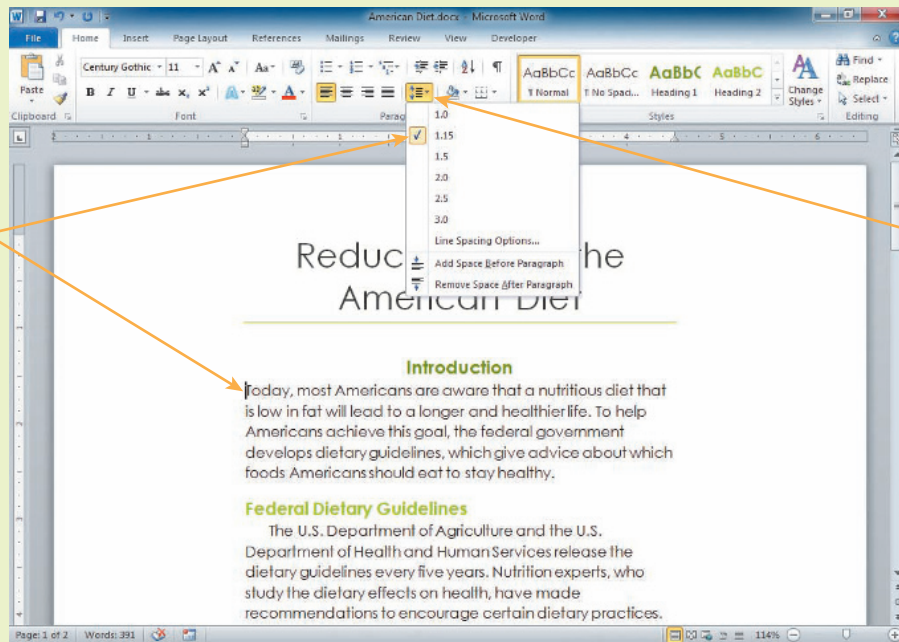 American Diet.docx - Microsoft Word
File Home Insert Page Layout References Mailings Review View Developer
Century Gothic 11 A A Aa
Paste B I U abc x₂ x² A A
AaBbCc AaBbCc AaBbC AaBbC
¶ Normal ¶ No Spac... Heading 1 Heading 2
Change Styles
Find
Replace
Select
Clipboard Font Parag Styles Editing
1.0
1.15
1.5
2.0
2.5
3.0
Line Spacing Options...
Add Space Before Paragraph
Remove Space After Paragraph
Reduc he
American Diet
Introduction
Today, most Americans are aware that a nutritious diet that
is low in fat will lead to a longer and healthier life. To help
Americans achieve this goal, the federal government
develops dietary guidelines, which give advice about which
foods Americans should eat to stay healthy.
Federal Dietary Guidelines
The U.S. Department of Agriculture and the U.S.
Department of Health and Human Services release the
dietary guidelines every five years. Nutrition experts, who
study the dietary effects on health, have made
recommendations to encourage certain dietary practices.
Page: 1 of 2 Words: 391 114%